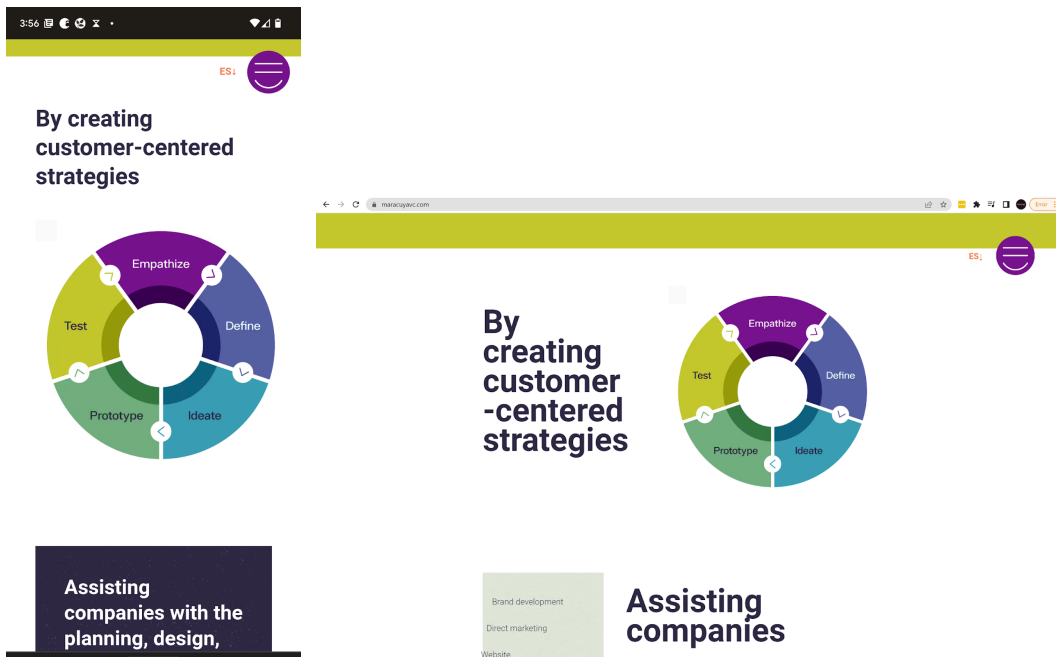 3:56
ES↓
By creating
customer-centered
strategies
Empathize
Test
Define
Prototype
Ideate
Assisting
companies with the
planning, design,
maracuyavc.com
Error
ES↓
By
creating
customer
-centered
strategies
Empathize
Test
Define
Prototype
Ideate
Brand development
Direct marketing
Website
Assisting
companies